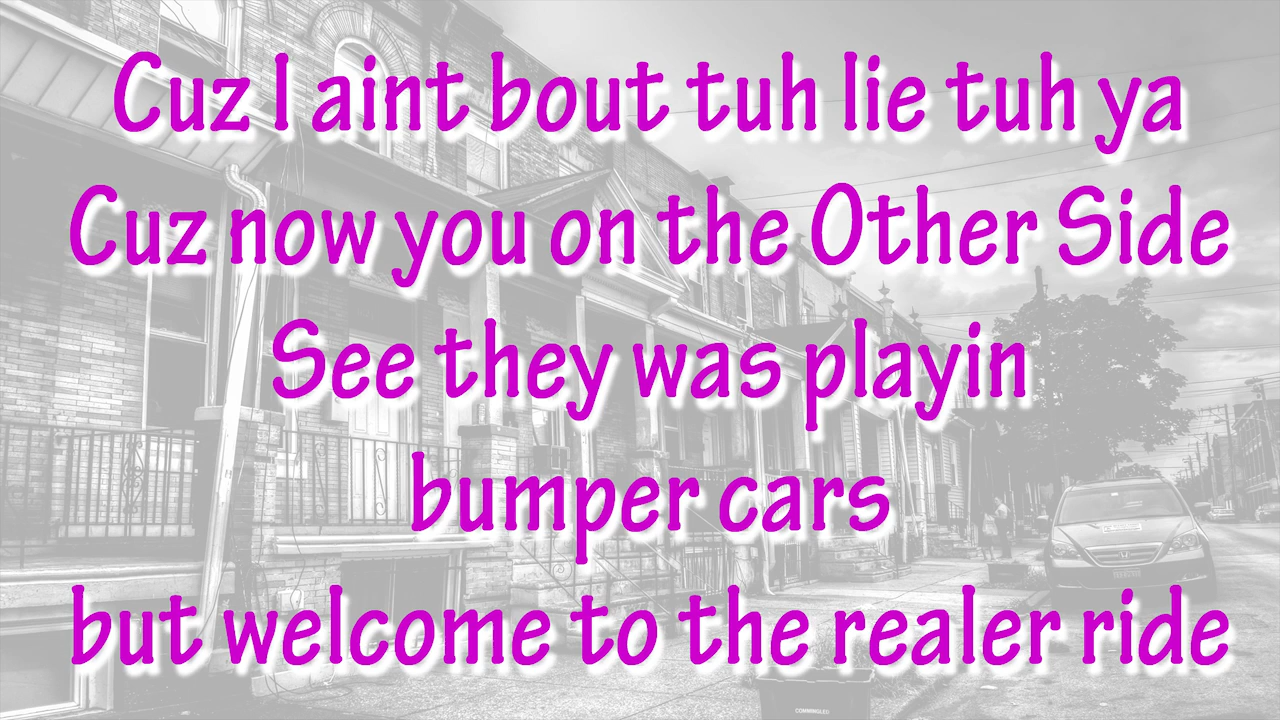 Cuz I aint bout tuh lie tuh ya
Cuz now you on the Other Side
See they was playin
bumper cars
but welcome to the realer ride
COMMINGLED